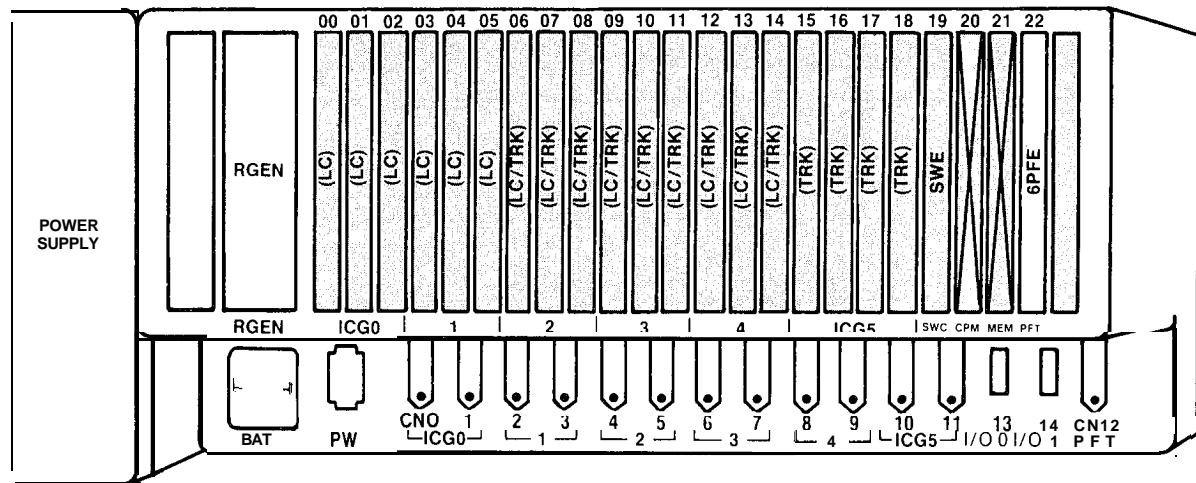 00 01 02 03 04 05 06 07 08 09 10 11 12 13 14 15 16 17 18 19 20 21 22
POWER
SUPPLY
RGEN
(LC) (LC) (LC) (LC) (LC) (LC) (LC/TRK) (LC/TRK) (LC/TRK) (LC/TRK) (LC/TRK) (LC/TRK) (LC/TRK) (LC/TRK) (LC/TRK) (TRK) (TRK) (TRK) (TRK) SWE 6PFE
RGEN ICG0 1 2 3 4 ICG5 SWC CPM MEM PFT
BAT PW
CN0 1 2 3 4 5 6 7 8 9 10 11 13 14 CN12
ICG0 1 2 3 4 ICG5 I/O 0 I/O 1 PFT